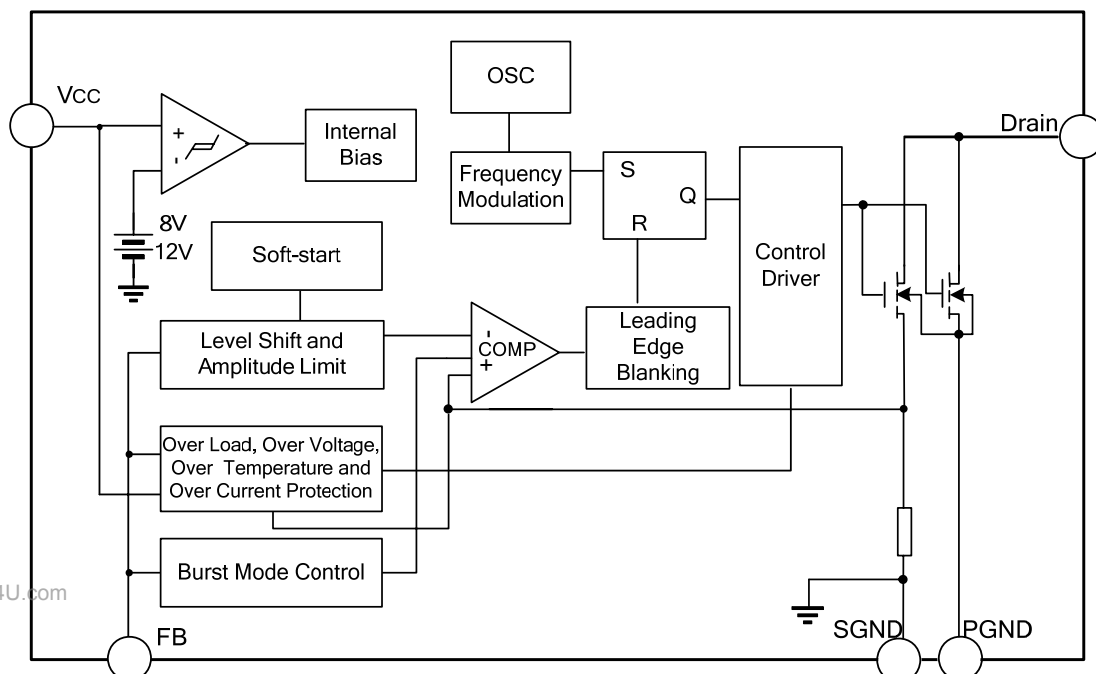 VCC
+
-
8V
12V
Internal
Bias
OSC
Frequency
Modulation
S
R
Q
Control
Driver
Drain
Soft-start
Level Shift and
Amplitude Limit
-
COMP
+
Leading
Edge
Blanking
Over Load, Over Voltage,
Over Temperature and
Over Current Protection
Burst Mode Control
4U.com
FB
SGND
PGND